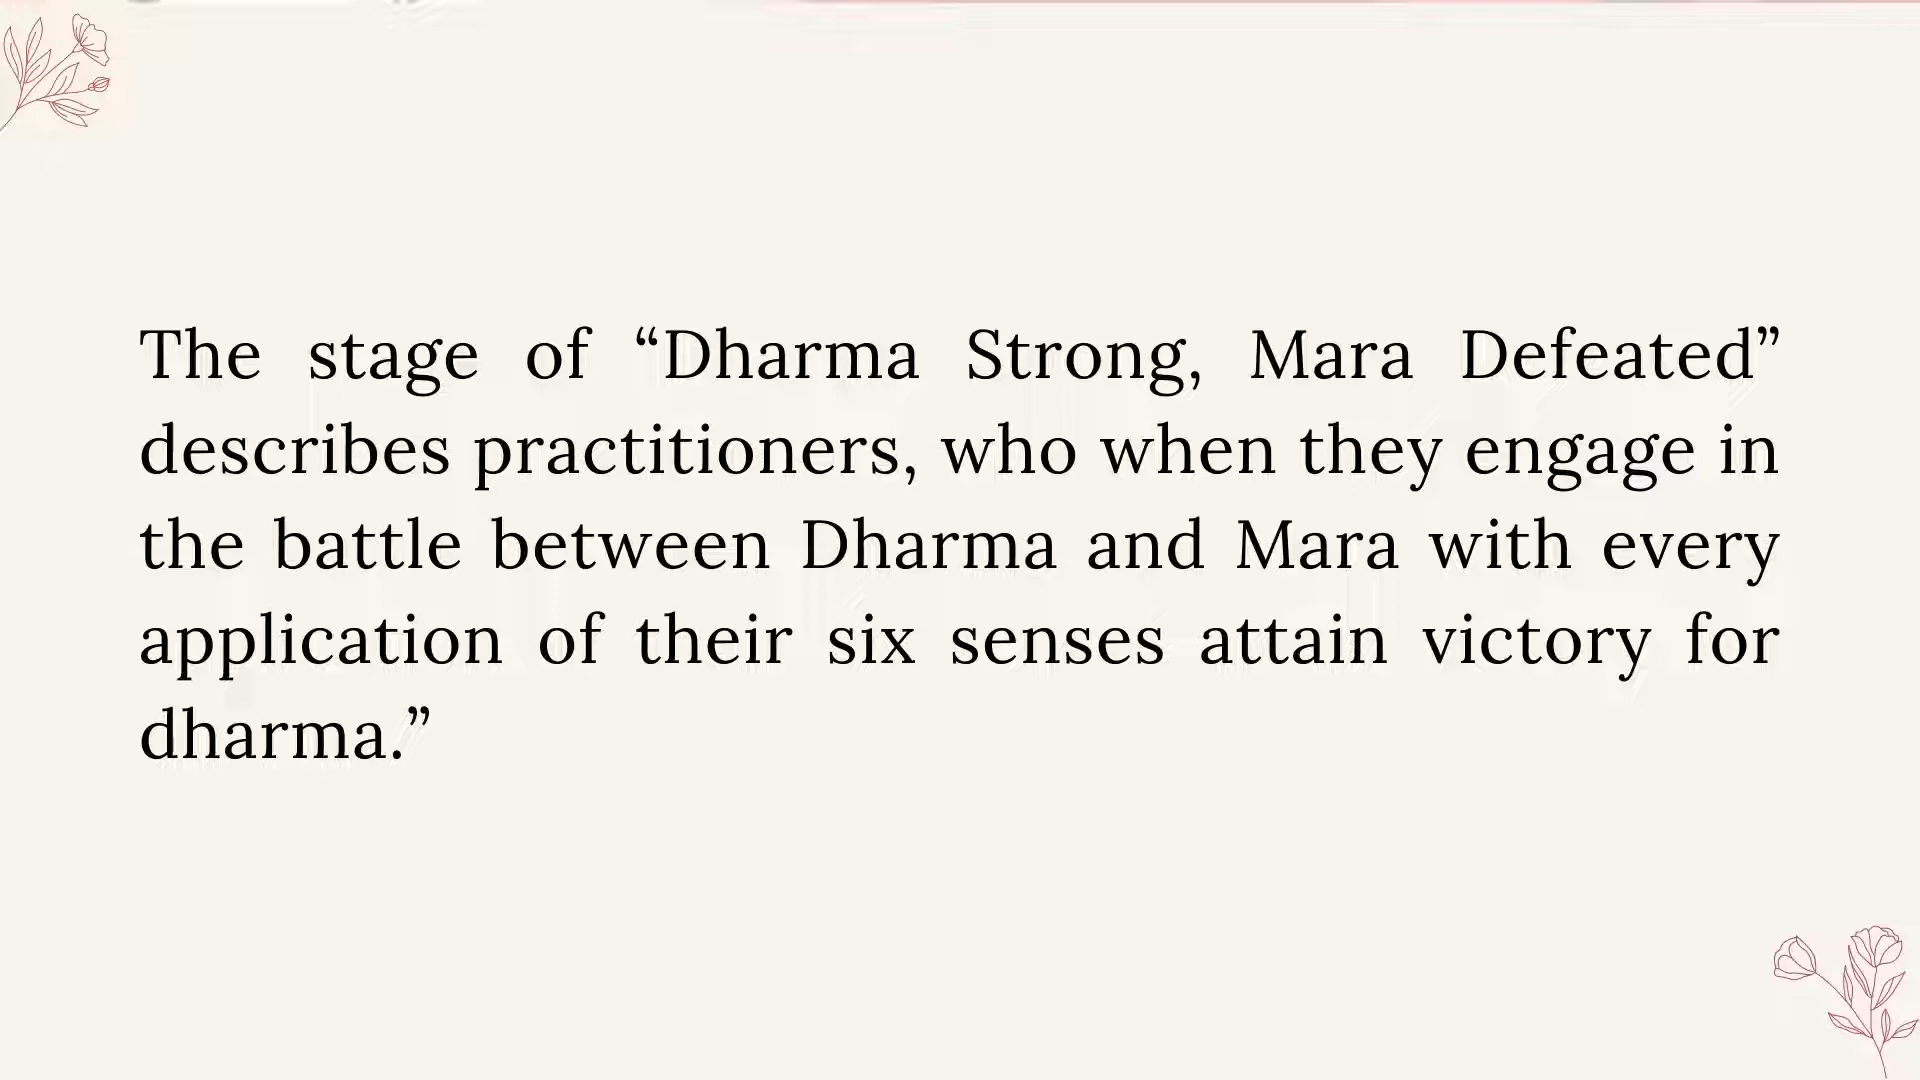 The stage of “Dharma Strong, Mara Defeated”
describes practitioners, who when they engage in
the battle between Dharma and Mara with every
application of their six senses attain victory for
dharma.”